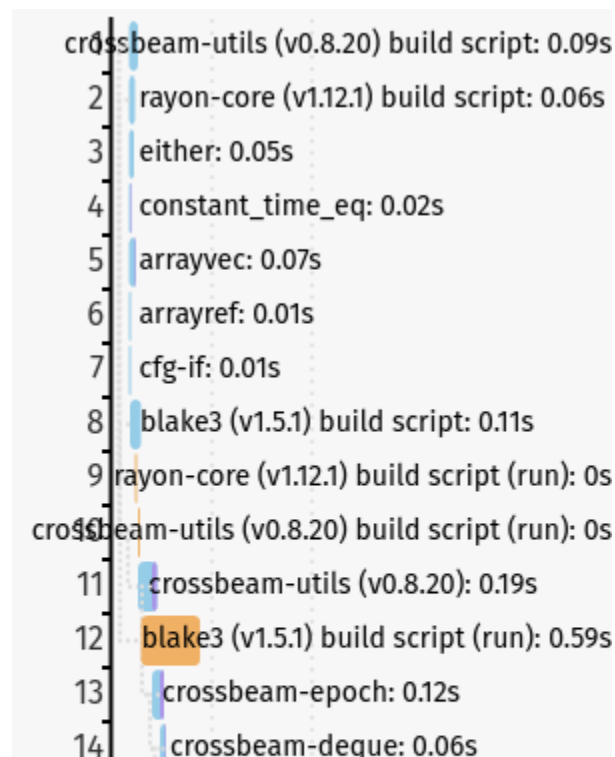 1 crossbeam-utils (v0.8.20) build script: 0.09s
2 rayon-core (v1.12.1) build script: 0.06s
3 either: 0.05s
4 constant_time_eq: 0.02s
5 arrayvec: 0.07s
6 arrayref: 0.01s
7 cfg-if: 0.01s
8 blake3 (v1.5.1) build script: 0.11s
9 rayon-core (v1.12.1) build script (run): 0s
10 crossbeam-utils (v0.8.20) build script (run): 0s
11 crossbeam-utils (v0.8.20): 0.19s
12 blake3 (v1.5.1) build script (run): 0.59s
13 crossbeam-epoch: 0.12s
14 crossbeam-deque: 0.06s